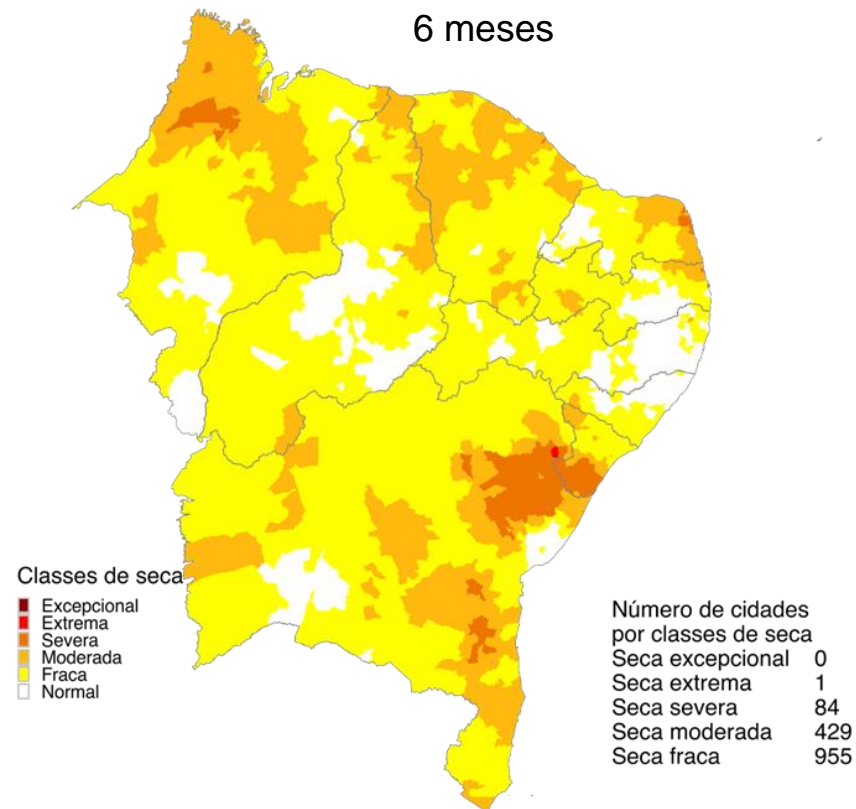 6 meses
Classes de seca
Excepcional
Extrema
Severa
Moderada
Fraca
Normal
Número de cidades
por classes de seca
Seca excepcional 0
Seca extrema 1
Seca severa 84
Seca moderada 429
Seca fraca 955